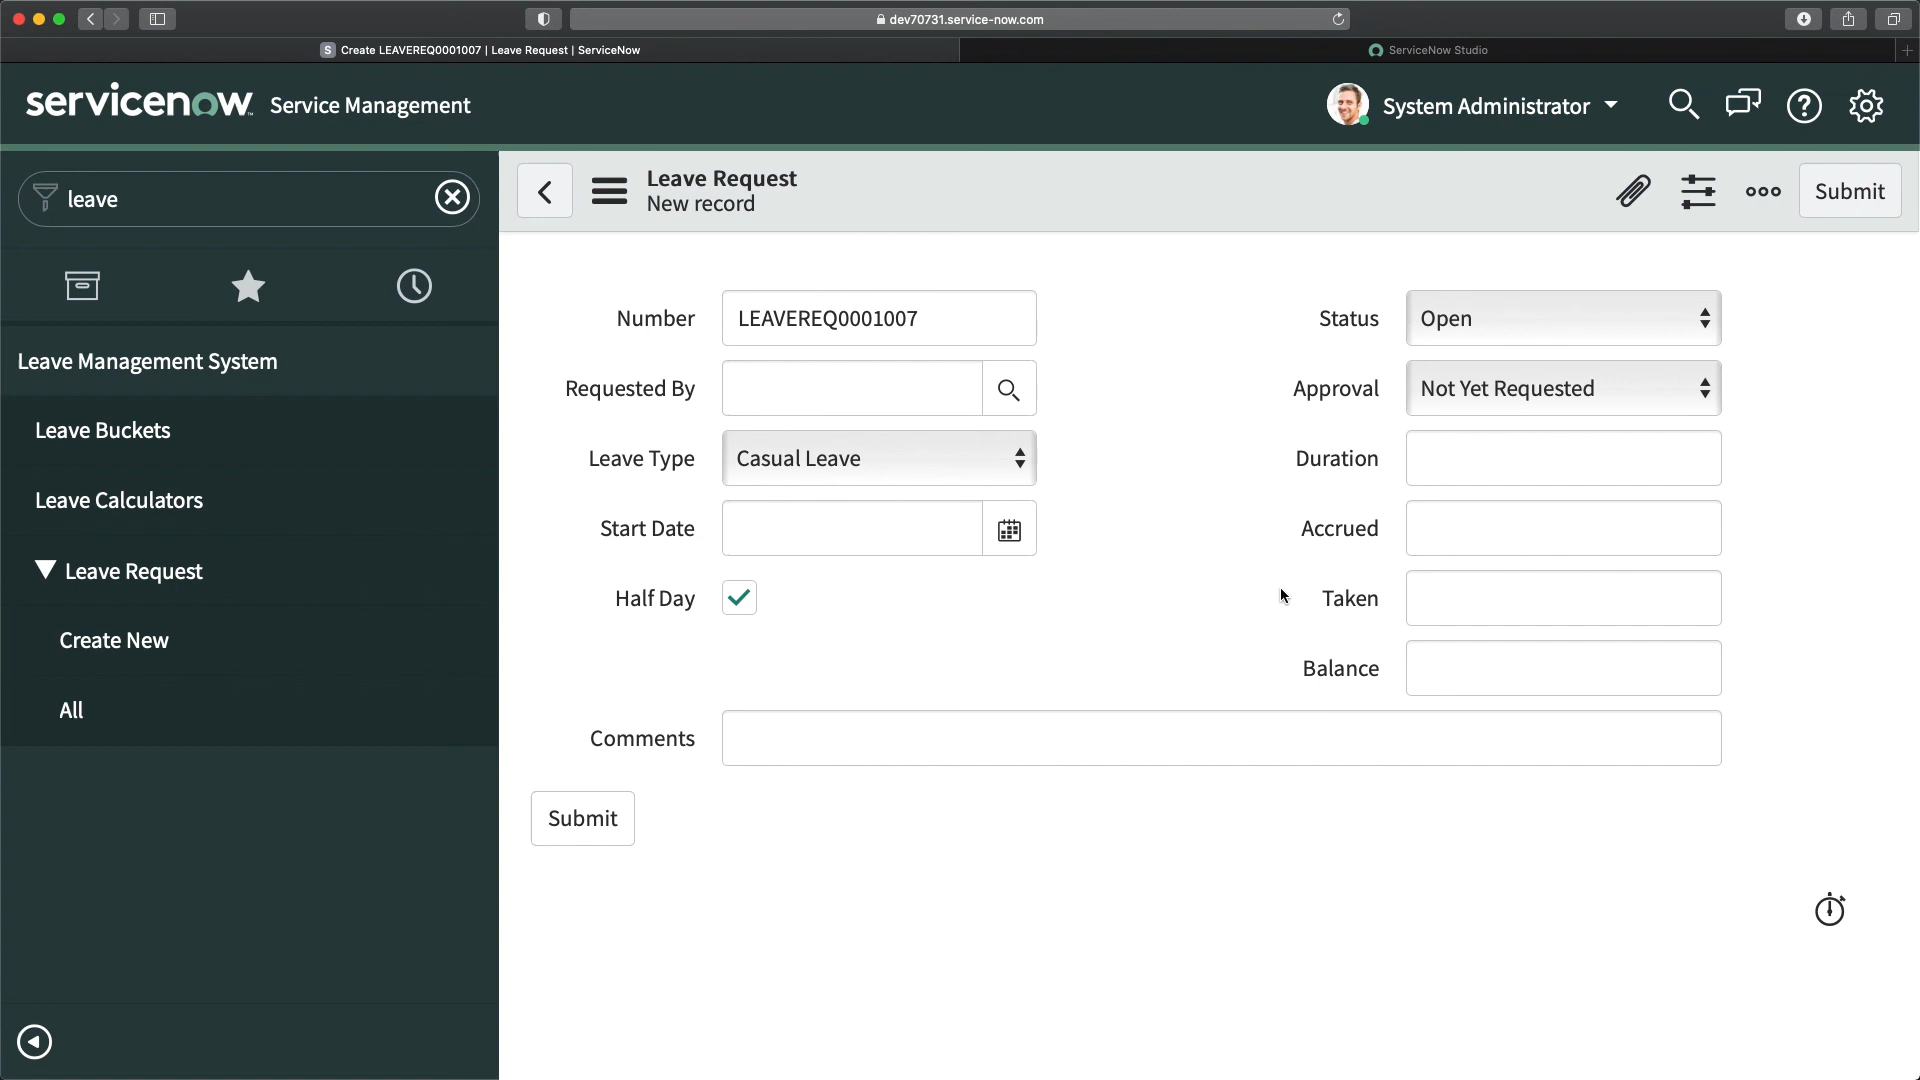 dev70731.service-now.com
S Create LEAVEREQ0001007 | Leave Request | ServiceNow
ServiceNow Studio
servicenow Service Management
System Administrator
leave
Leave Management System
Leave Buckets
Leave Calculators
Leave Request
Create New
All
Leave Request
New record
Submit
Number LEAVEREQ0001007
Requested By
Leave Type Casual Leave
Start Date
Half Day
Status Open
Approval Not Yet Requested
Duration
Accrued
Taken
Balance
Comments
Submit